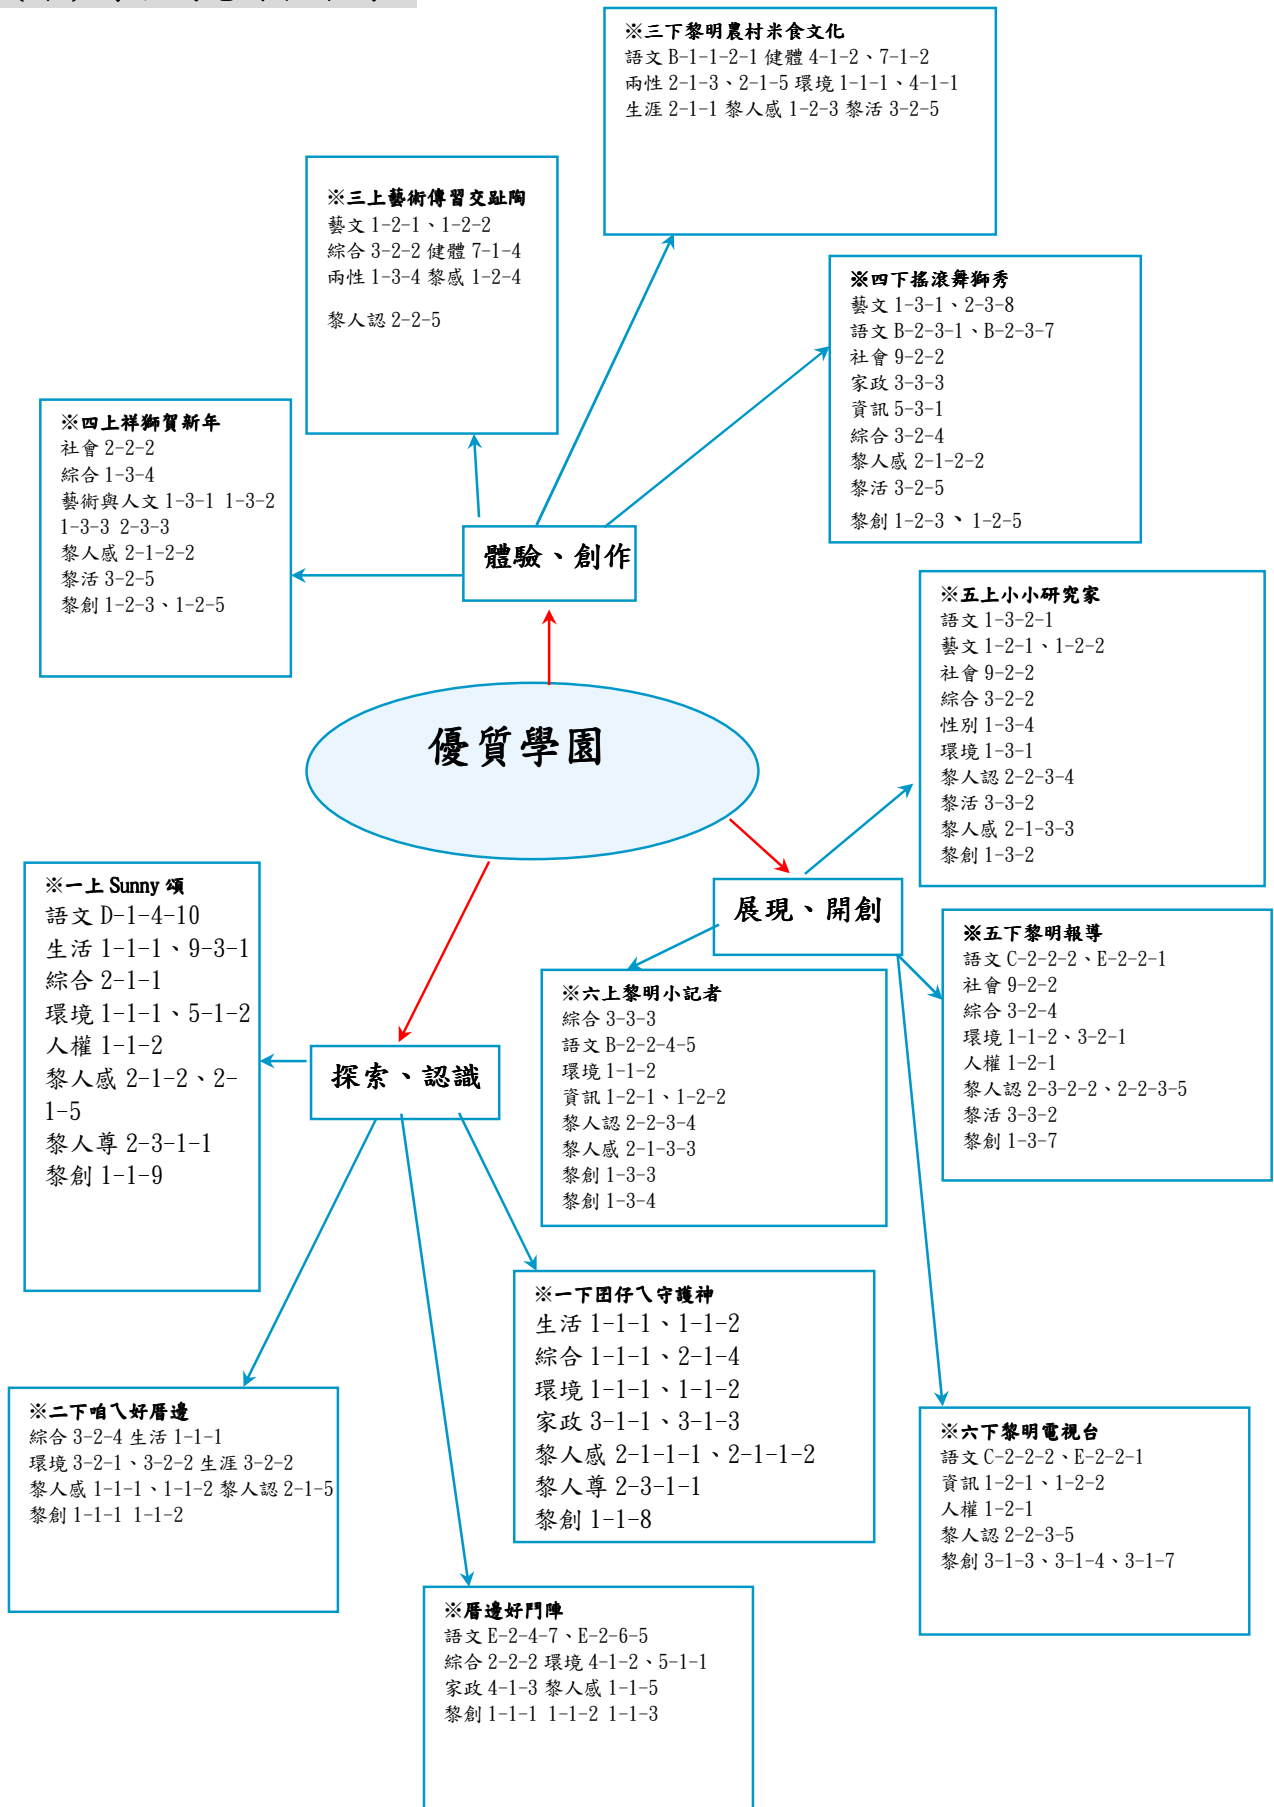 ※三下黎明農村米食文化
語文 B-1-1-2-1 健體 4-1-2、7-1-2
兩性 2-1-3、2-1-5 環境 1-1-1、4-1-1
生涯 2-1-1 黎人感 1-2-3 黎活 3-2-5
※三上藝術傳習交趾陶
藝文 1-2-1、1-2-2
綜合 3-2-2 健體 7-1-4
兩性 1-3-4 黎感 1-2-4
黎人認 2-2-5
※四下搖滾舞獅秀
藝文 1-3-1、2-3-8
語文 B-2-3-1、B-2-3-7
社會 9-2-2
家政 3-3-3
資訊 5-3-1
綜合 3-2-4
黎人感 2-1-2-2
黎活 3-2-5
黎創 1-2-3、1-2-5
※四上祥獅賀新年
社會 2-2-2
綜合 1-3-4
藝術與人文 1-3-1 1-3-2
1-3-3 2-3-3
黎人感 2-1-2-2
黎活 3-2-5
黎創 1-2-3、1-2-5
體驗、創作
※五上小小研究家
語文 1-3-2-1
藝文 1-2-1、1-2-2
社會 9-2-2
綜合 3-2-2
性別 1-3-4
環境 1-3-1
黎人認 2-2-3-4
黎活 3-3-2
黎人感 2-1-3-3
黎創 1-3-2
優質學園
※一上 Sunny 頌
語文 D-1-4-10
生活 1-1-1、9-3-1
綜合 2-1-1
環境 1-1-1、5-1-2
人權 1-1-2
黎人感 2-1-2、2-
1-5
黎人尊 2-3-1-1
黎創 1-1-9
展現、開創
※五下黎明報導
語文 C-2-2-2、E-2-2-1
社會 9-2-2
綜合 3-2-4
環境 1-1-2、3-2-1
人權 1-2-1
黎人認 2-3-2-2、2-2-3-5
黎活 3-3-2
黎創 1-3-7
※六上黎明小記者
綜合 3-3-3
語文 B-2-2-4-5
環境 1-1-2
資訊 1-2-1、1-2-2
黎人認 2-2-3-4
黎人感 2-1-3-3
黎創 1-3-3
黎創 1-3-4
探索、認識
※一下囝仔ㄟ守護神
生活 1-1-1、1-1-2
綜合 1-1-1、2-1-4
環境 1-1-1、1-1-2
家政 3-1-1、3-1-3
黎人感 2-1-1-1、2-1-1-2
黎人尊 2-3-1-1
黎創 1-1-8
※二下咱ㄟ好厝邊
綜合 3-2-4 生活 1-1-1
環境 3-2-1、3-2-2 生涯 3-2-2
黎人感 1-1-1、1-1-2 黎人認 2-1-5
黎創 1-1-1 1-1-2
※六下黎明電視台
語文 C-2-2-2、E-2-2-1
資訊 1-2-1、1-2-2
人權 1-2-1
黎人認 2-2-3-5
黎創 3-1-3、3-1-4、3-1-7
※厝邊好鬥陣
語文 E-2-4-7、E-2-6-5
綜合 2-2-2 環境 4-1-2、5-1-1
家政 4-1-3 黎人感 1-1-5
黎創 1-1-1 1-1-2 1-1-3